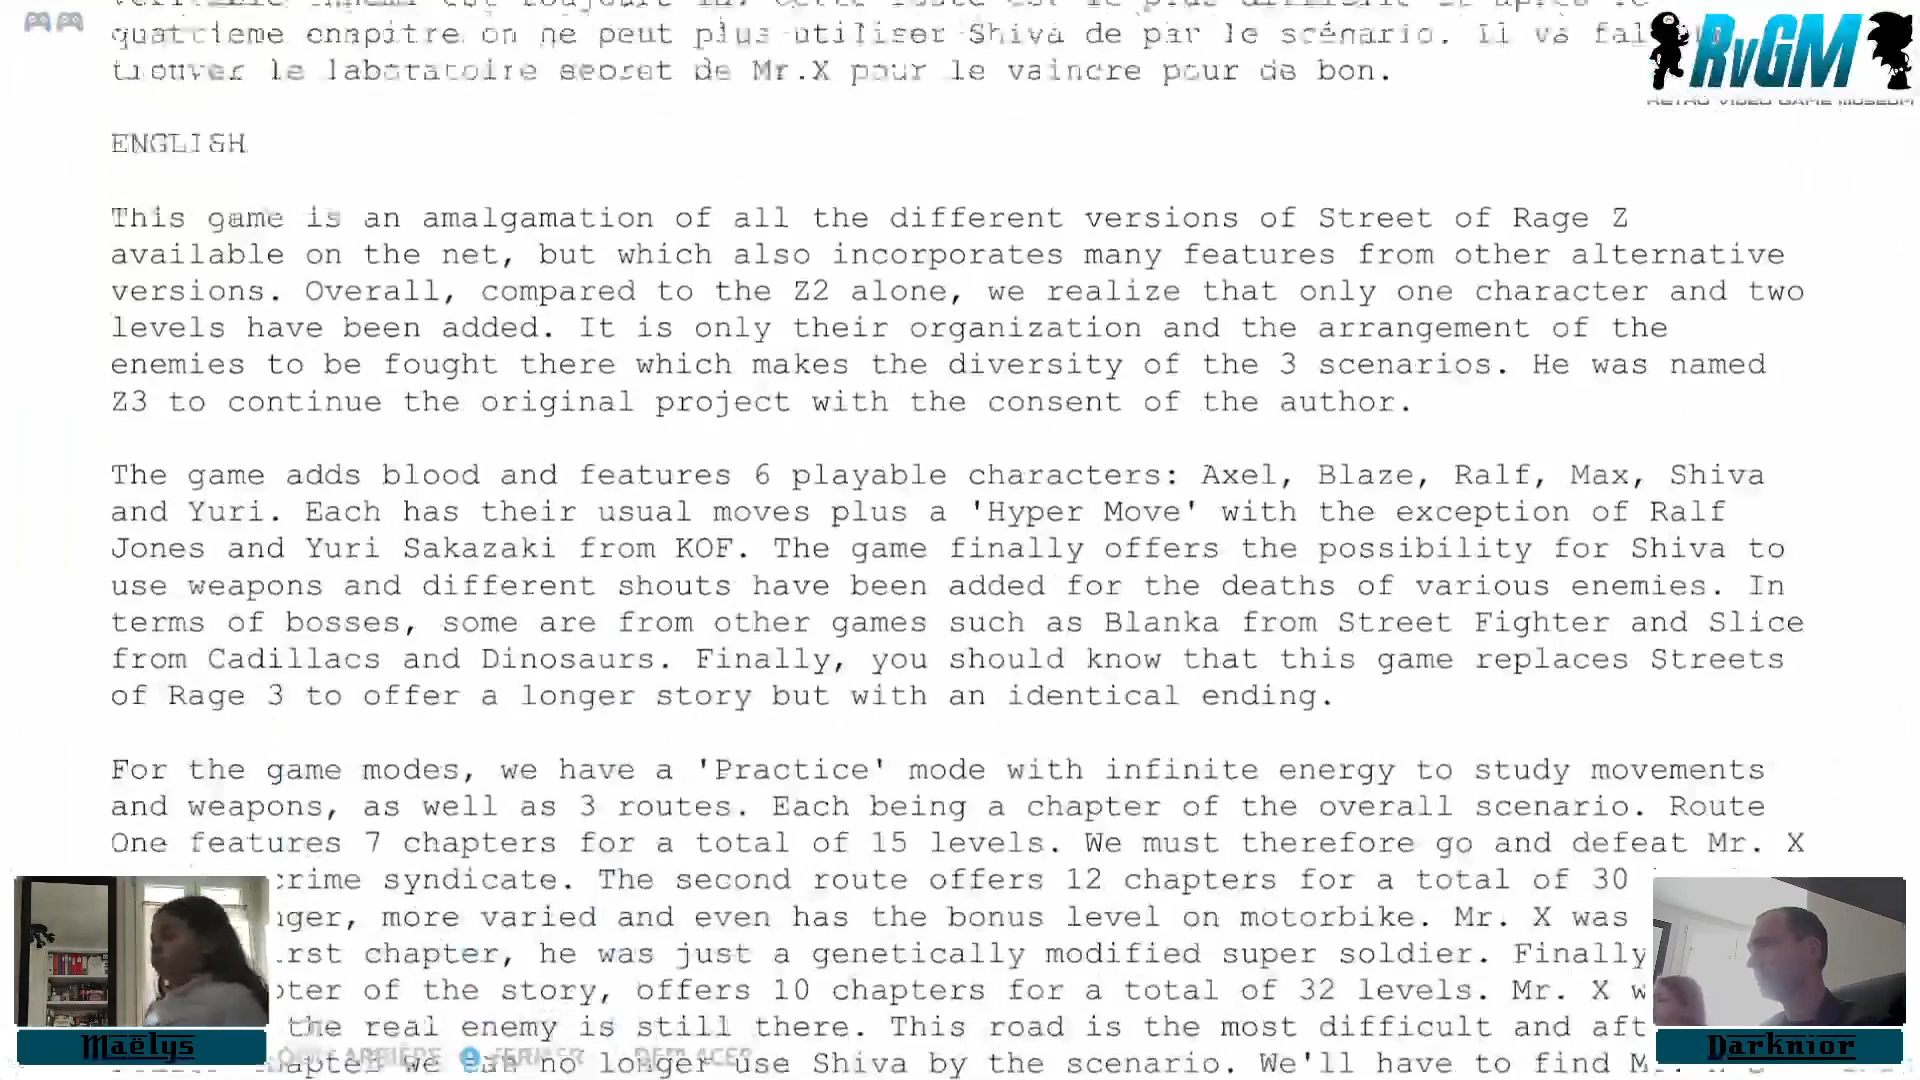 quatrieme chapitre on ne peut plus utiliser Shiva de par le scénario. Il va
trouver le laboratoire secret de Mr.X pour le vaincre pour de bon.
RvGM
RETRO VIDEO GAME MUSEUM
ENGLISH
This game is an amalgamation of all the different versions of Street of Rage Z
available on the net, but which also incorporates many features from other alternative
versions. Overall, compared to the Z2 alone, we realize that only one character and two
levels have been added. It is only their organization and the arrangement of the
enemies to be fought there which makes the diversity of the 3 scenarios. He was named
Z3 to continue the original project with the consent of the author.
The game adds blood and features 6 playable characters: Axel, Blaze, Ralf, Max, Shiva
and Yuri. Each has their usual moves plus a 'Hyper Move' with the exception of Ralf
Jones and Yuri Sakazaki from KOF. The game finally offers the possibility for Shiva to
use weapons and different shouts have been added for the deaths of various enemies. In
terms of bosses, some are from other games such as Blanka from Street Fighter and Slice
from Cadillacs and Dinosaurs. Finally, you should know that this game replaces Streets
of Rage 3 to offer a longer story but with an identical ending.
For the game modes, we have a 'Practice' mode with infinite energy to study movements
and weapons, as well as 3 routes. Each being a chapter of the overall scenario. Route
One features 7 chapters for a total of 15 levels. We must therefore go and defeat Mr. X
crime syndicate. The second route offers 12 chapters for a total of 30
more varied and even has the bonus level on motorbike. Mr. X was
chapter, he was just a genetically modified super soldier. Finally
of the story, offers 10 chapters for a total of 32 levels. Mr. X
the real enemy is still there. This road is the most difficult and
we no longer use Shiva by the scenario. We'll have to find
FERMER
Maëlys
Darknior